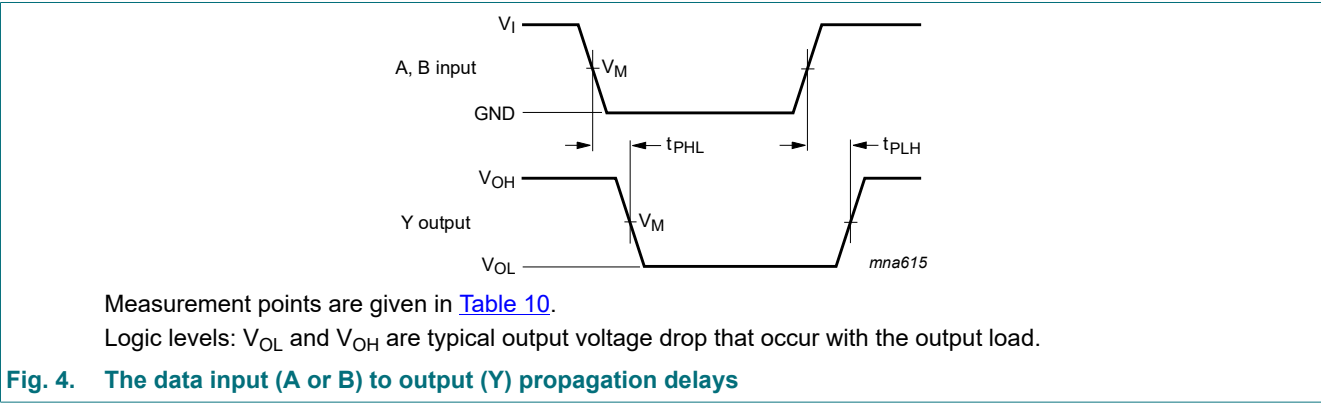 V_I
A, B input
V_M
GND
t_PHL
t_PLH
V_OH
Y output
V_M
V_OL
mna615
Measurement points are given in Table 10.
Logic levels: V_OL and V_OH are typical output voltage drop that occur with the output load.
Fig. 4. The data input (A or B) to output (Y) propagation delays